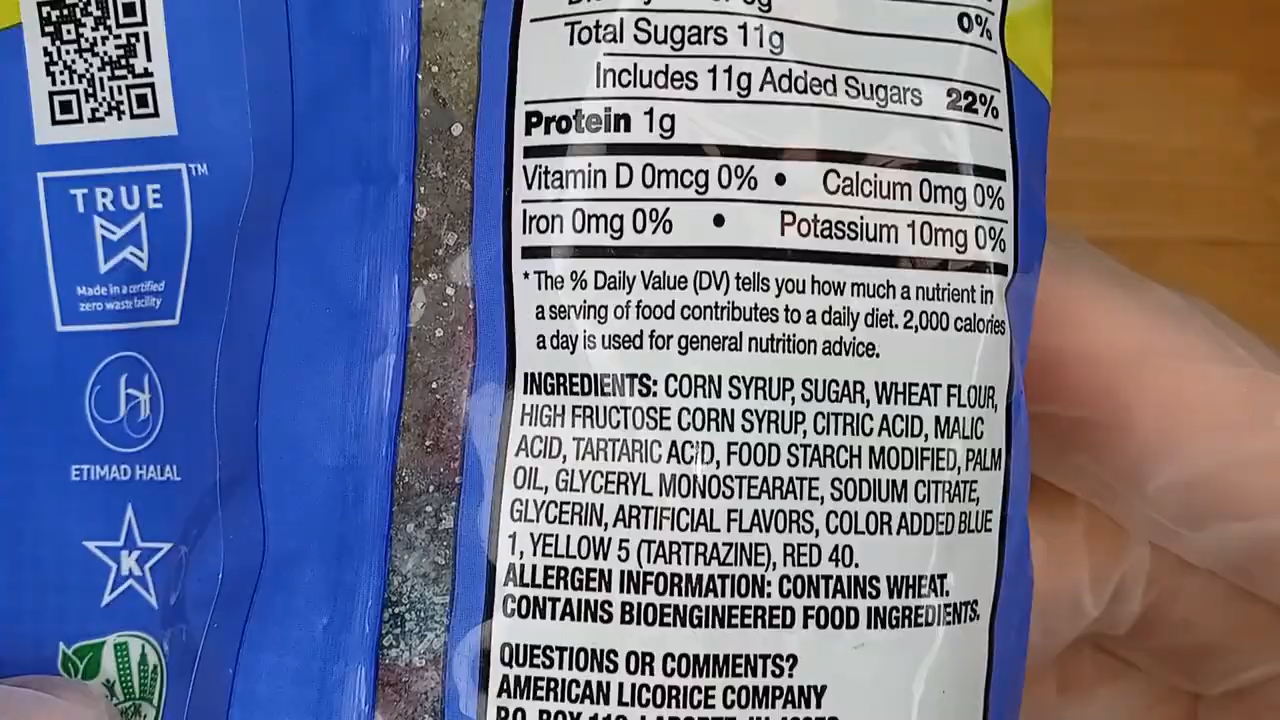 0%
Total Sugars 11g
Includes 11g Added Sugars 22%
Protein 1g
Vitamin D 0mcg 0% • Calcium 0mg 0%
Iron 0mg 0% • Potassium 10mg 0%
* The % Daily Value (DV) tells you how much a nutrient in
a serving of food contributes to a daily diet. 2,000 calories
a day is used for general nutrition advice.
INGREDIENTS: CORN SYRUP, SUGAR, WHEAT FLOUR,
HIGH FRUCTOSE CORN SYRUP, CITRIC ACID, MALIC
ACID, TARTARIC ACID, FOOD STARCH MODIFIED, PALM
OIL, GLYCERYL MONOSTEARATE, SODIUM CITRATE,
GLYCERIN, ARTIFICIAL FLAVORS, COLOR ADDED BLUE
1, YELLOW 5 (TARTRAZINE), RED 40.
ALLERGEN INFORMATION: CONTAINS WHEAT.
CONTAINS BIOENGINEERED FOOD INGREDIENTS.
QUESTIONS OR COMMENTS?
AMERICAN LICORICE COMPANY
TRUE
TM
Made in a certified
zero waste facility
JH
ETIMAD HALAL
K